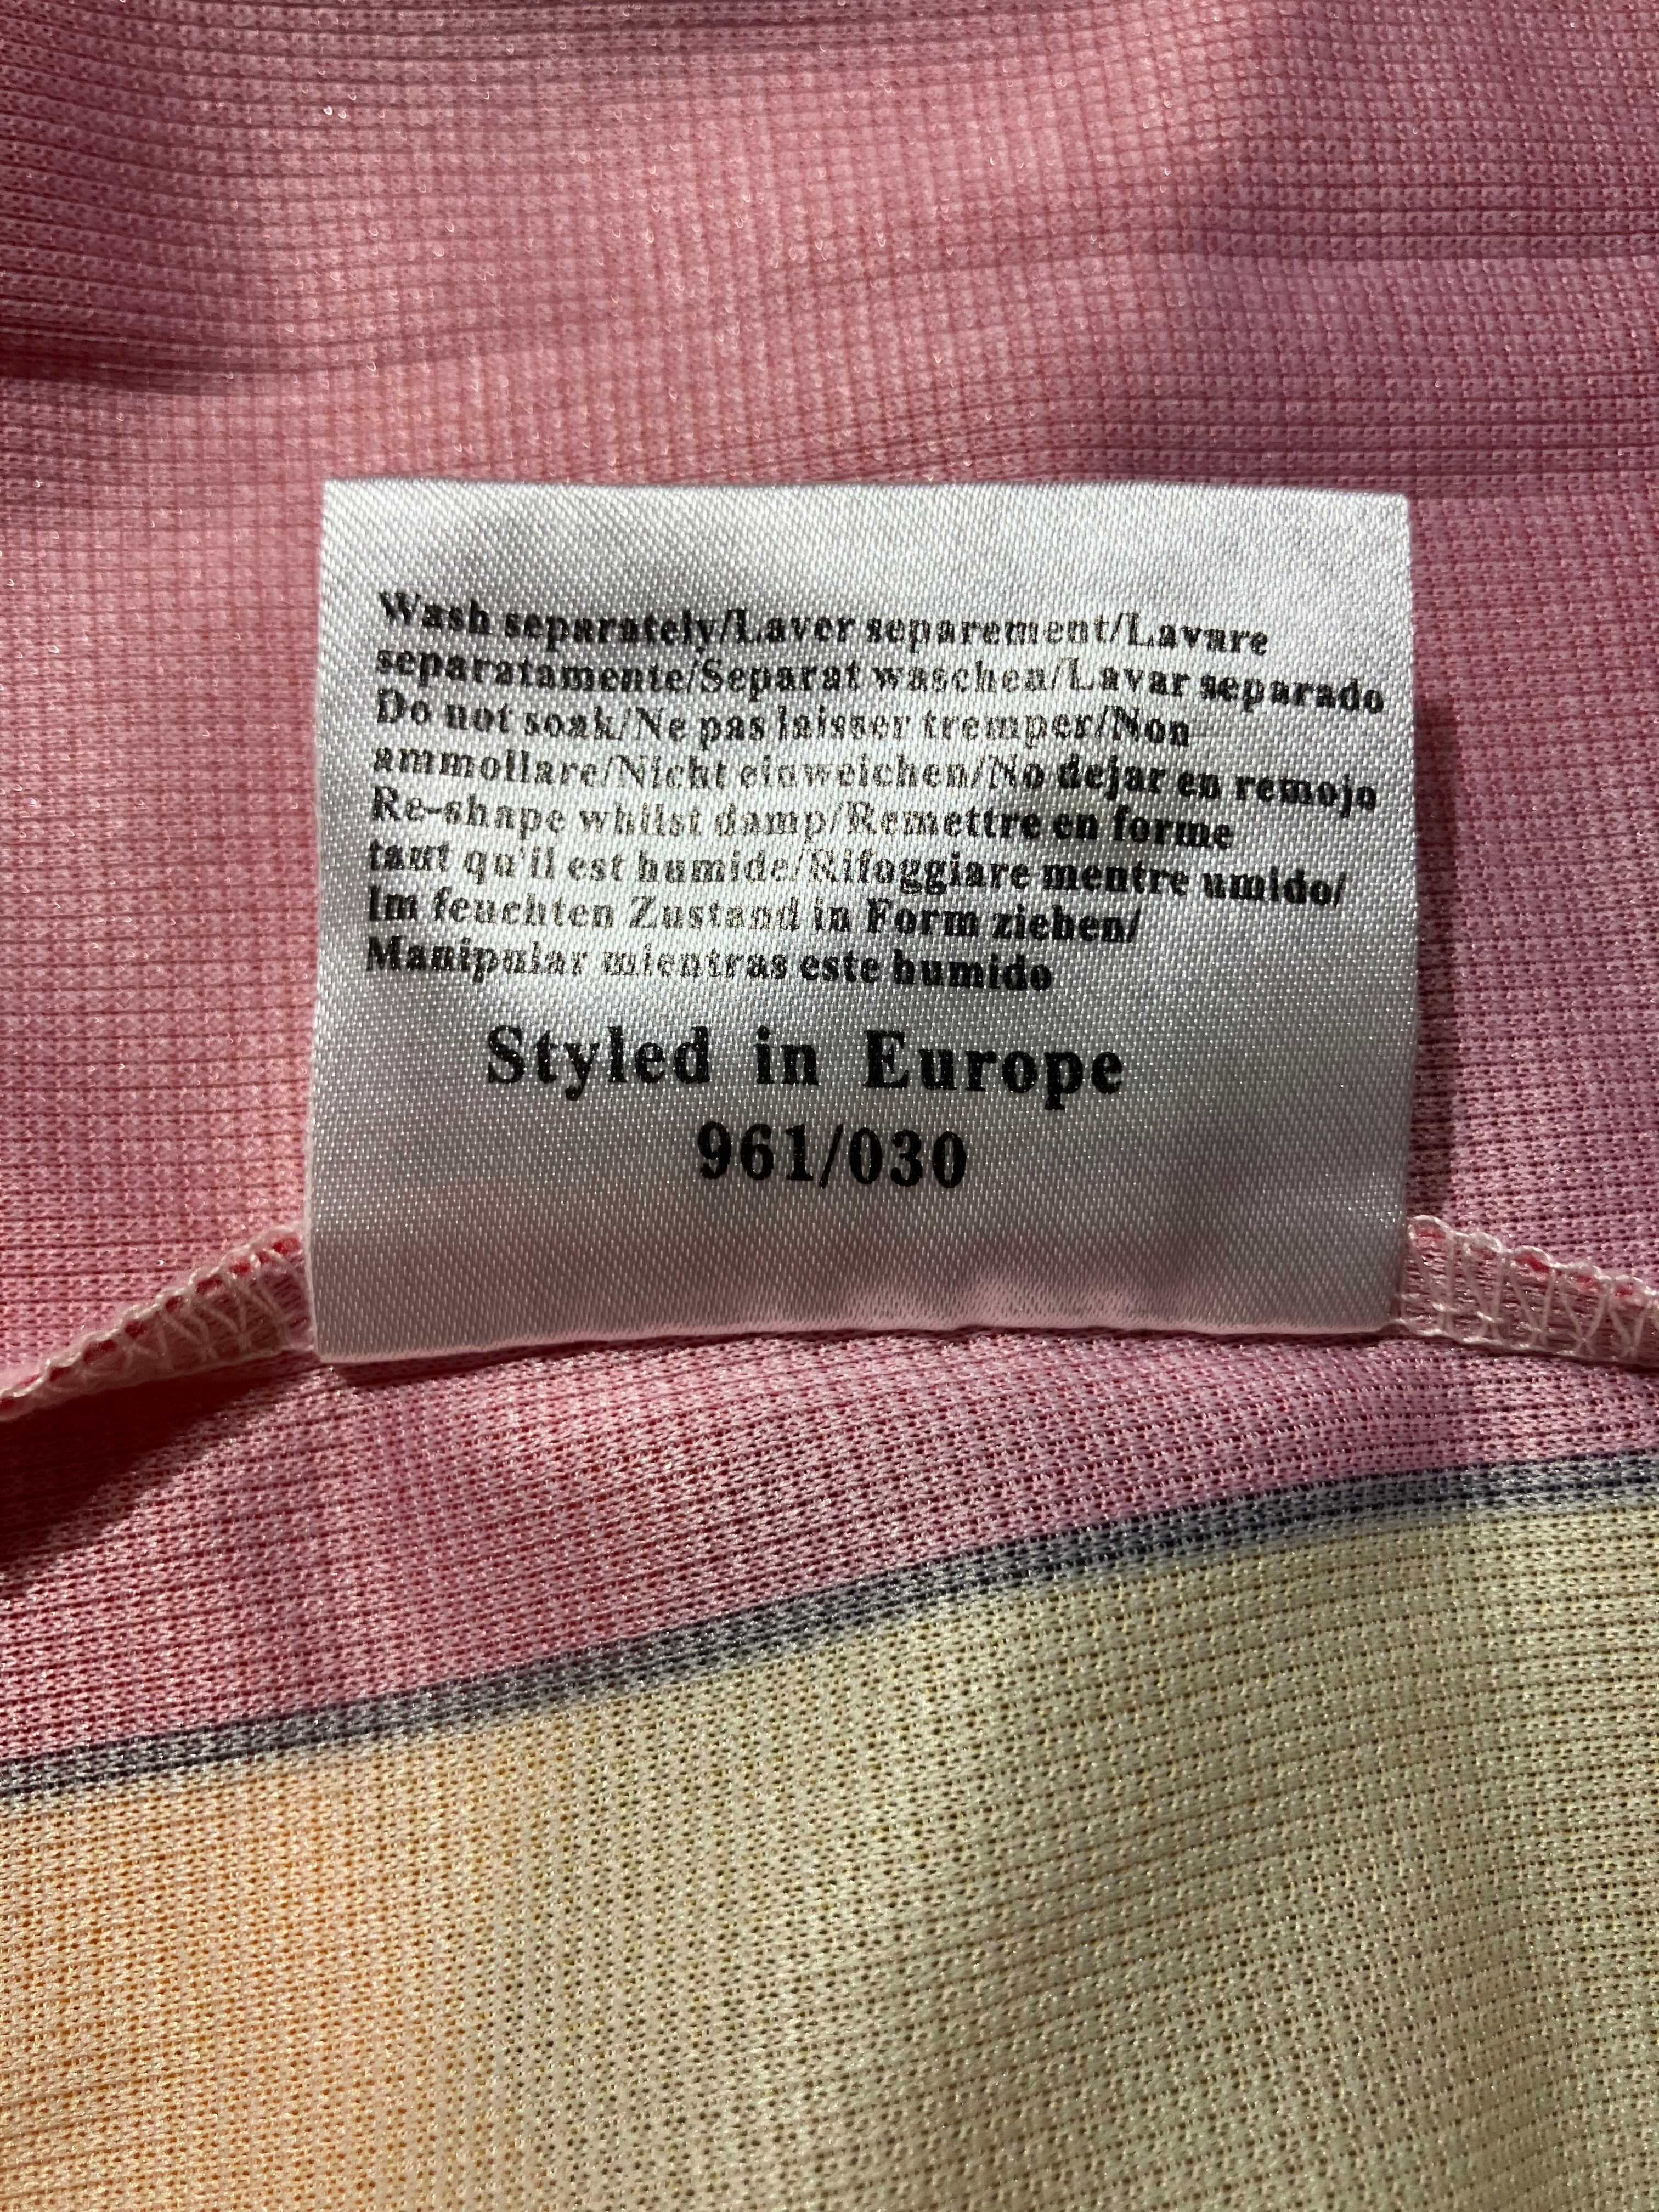 Wash separately/Laver separement/Lavare
separatamente/Separat waschen/Lavar separado
Do not soak/Ne pas laisser tremper/Non
ammollare/Nicht einweichen/No dejar en remojo
Re-shape whilst damp/Remettre en forme
tant qu'il est humide/Rifoggiare mentre umido/
Im feuchten Zustand in Form ziehen/
Manipular mientras este humido
Styled in Europe
961/030